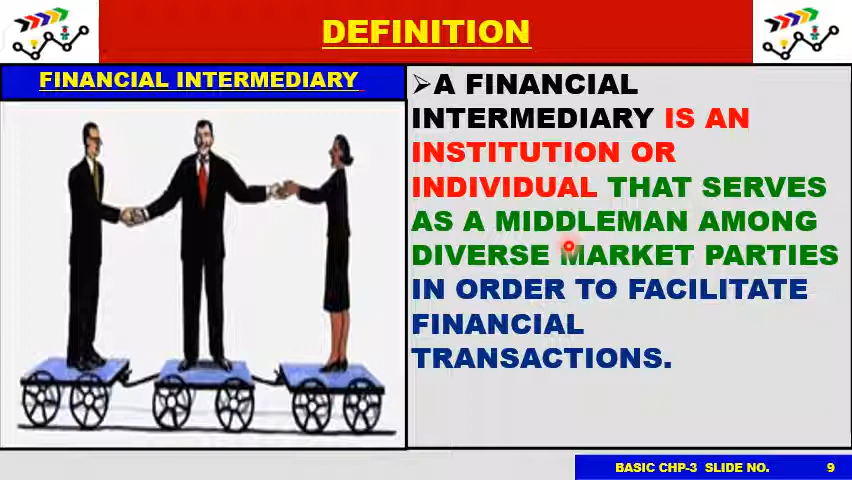 DEFINITION
FINANCIAL INTERMEDIARY
➢A FINANCIAL
INTERMEDIARY IS AN
INSTITUTION OR
INDIVIDUAL THAT SERVES
AS A MIDDLEMAN AMONG
DIVERSE MARKET PARTIES
IN ORDER TO FACILITATE
FINANCIAL
TRANSACTIONS.
BASIC CHP-3 SLIDE NO. 9